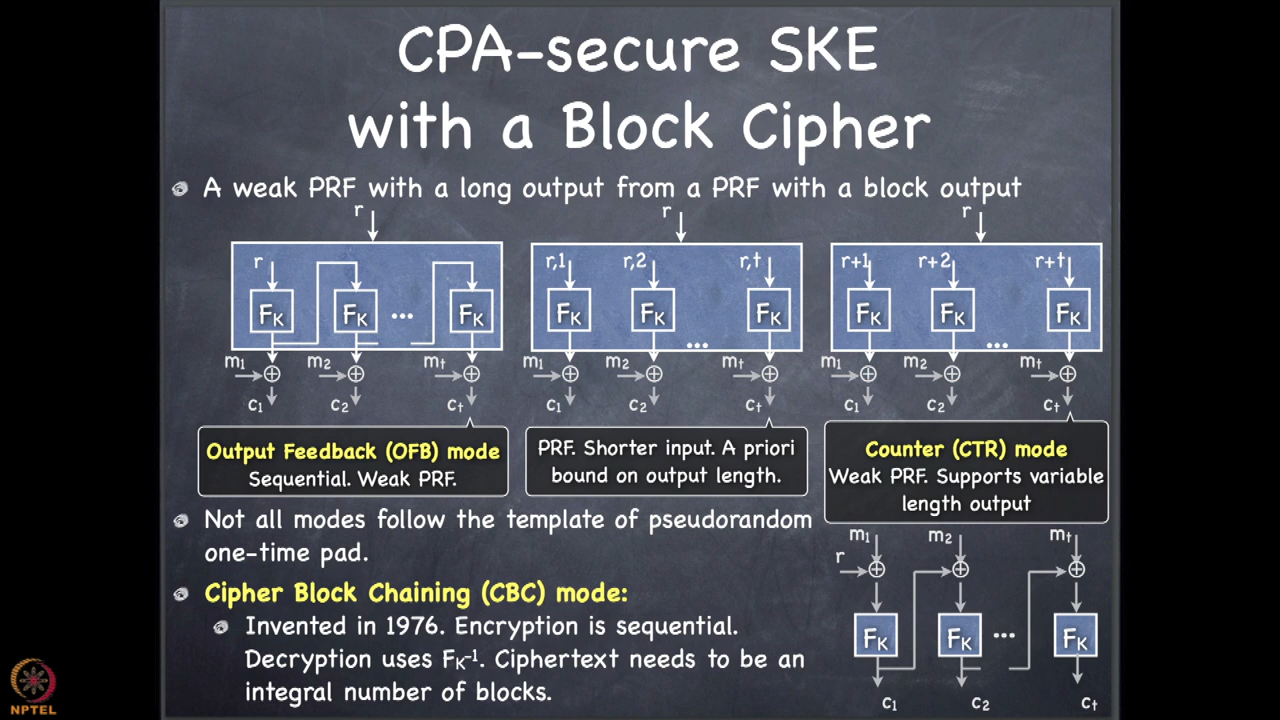 CPA-secure SKE
with a Block Cipher
A weak PRF with a long output from a PRF with a block output
r
r
FK
FK
...
FK
m1
m2
mt
c1
c2
ct
Output Feedback (OFB) mode
Sequential. Weak PRF.
r
r,1
r,2
r,t
FK
FK
FK
...
m1
m2
mt
c1
c2
ct
PRF. Shorter input. A priori
bound on output length.
r
r+1
r+2
r+t
FK
FK
FK
...
m1
m2
mt
c1
c2
ct
Counter (CTR) mode
Weak PRF. Supports variable
length output
Not all modes follow the template of pseudorandom
one-time pad.
Cipher Block Chaining (CBC) mode:
Invented in 1976. Encryption is sequential.
Decryption uses FK-1. Ciphertext needs to be an
integral number of blocks.
m1
m2
mt
r
FK
FK
...
FK
c1
c2
ct
NPTEL